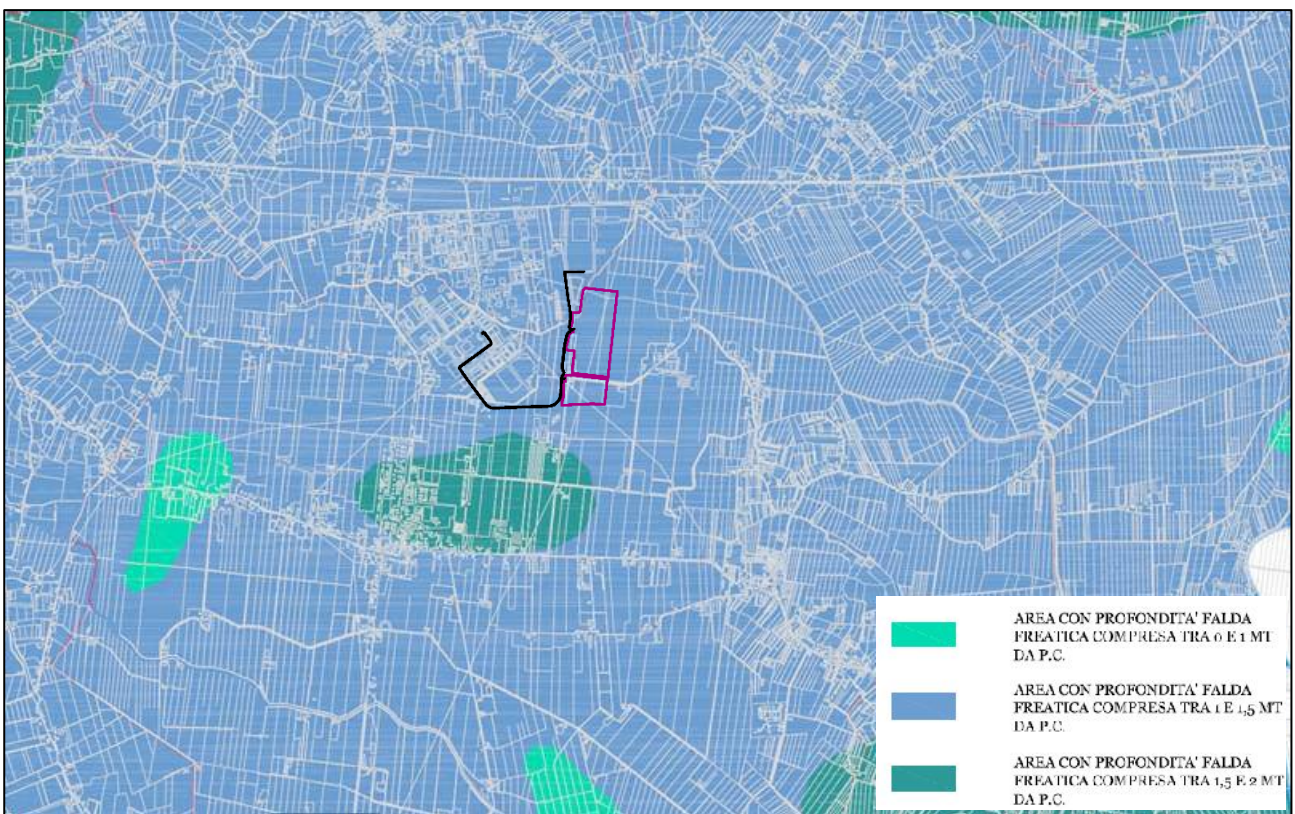 AREA CON PROFONDITA' FALDA
FREATICA COMPRESA TRA 0 E 1 MT
DA P.C.
AREA CON PROFONDITA' FALDA
FREATICA COMPRESA TRA 1 E 1,5 MT
DA P.C.
AREA CON PROFONDITA' FALDA
FREATICA COMPRESA TRA 1,5 E 2 MT
DA P.C.